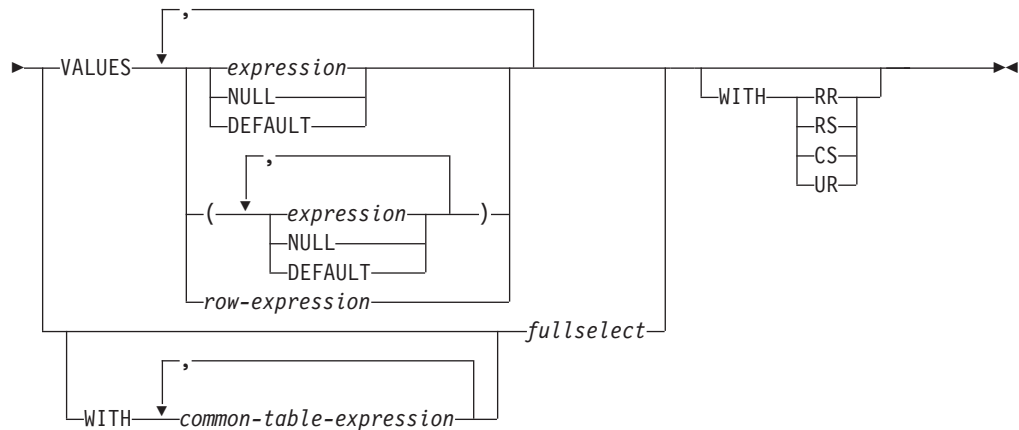 ,
VALUES expression WITH RR
NULL RS
DEFAULT CS
, UR
( expression )
NULL
DEFAULT
row-expression
fullselect
,
WITH common-table-expression